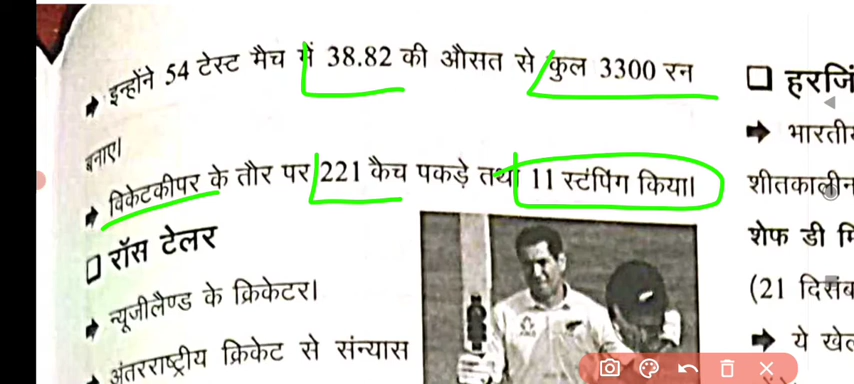 इन्होंने 54 टेस्ट मैच में 38.82 की औसत से कुल 3300 रन
बनाए।
विकेटकीपर के तौर पर 221 कैच पकड़े तथा 11 स्टंपिंग किया।
रॉस टेलर
न्यूजीलैण्ड के क्रिकेटर।
अंतरराष्ट्रीय क्रिकेट से संन्यास
हरजिं
भारतीय
शीतकालीन
शेफ डी मि
(21 दिसंब
ये खेल